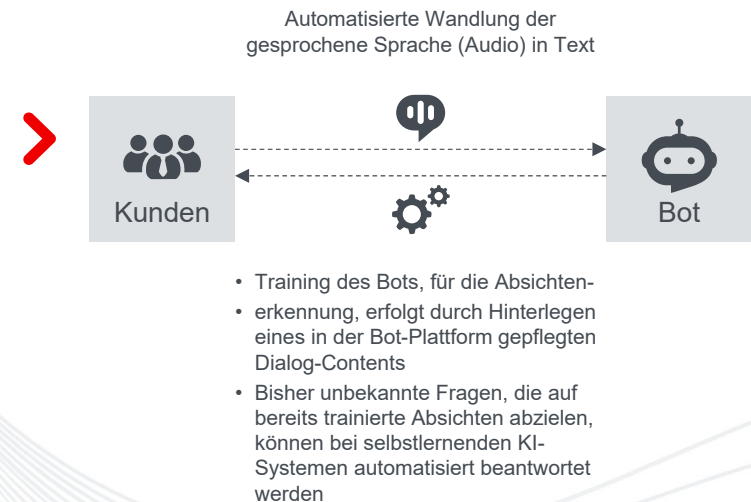 Automatisierte Wandlung der
gesprochene Sprache (Audio) in Text
Kunden
Bot
• Training des Bots, für die Absichten-
• erkennung, erfolgt durch Hinterlegen
eines in der Bot-Plattform gepflegten
Dialog-Contents
• Bisher unbekannte Fragen, die auf
bereits trainierte Absichten abzielen,
können bei selbstlernenden KI-
Systemen automatisiert beantwortet
werden